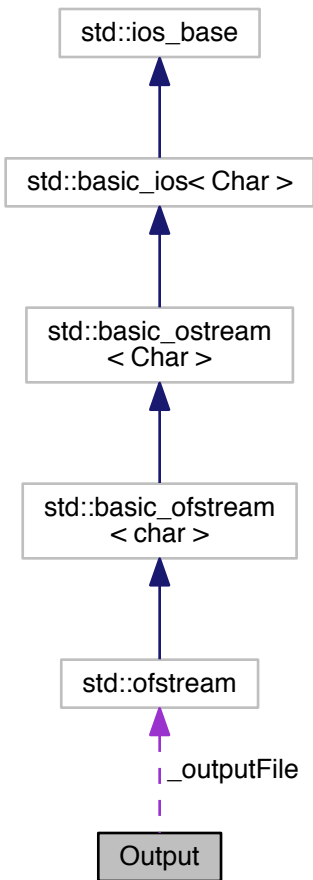 std::ios_base
std::basic_ios< Char >
std::basic_ostream
< Char >
std::basic_ofstream
< char >
std::ofstream
_outputFile
Output